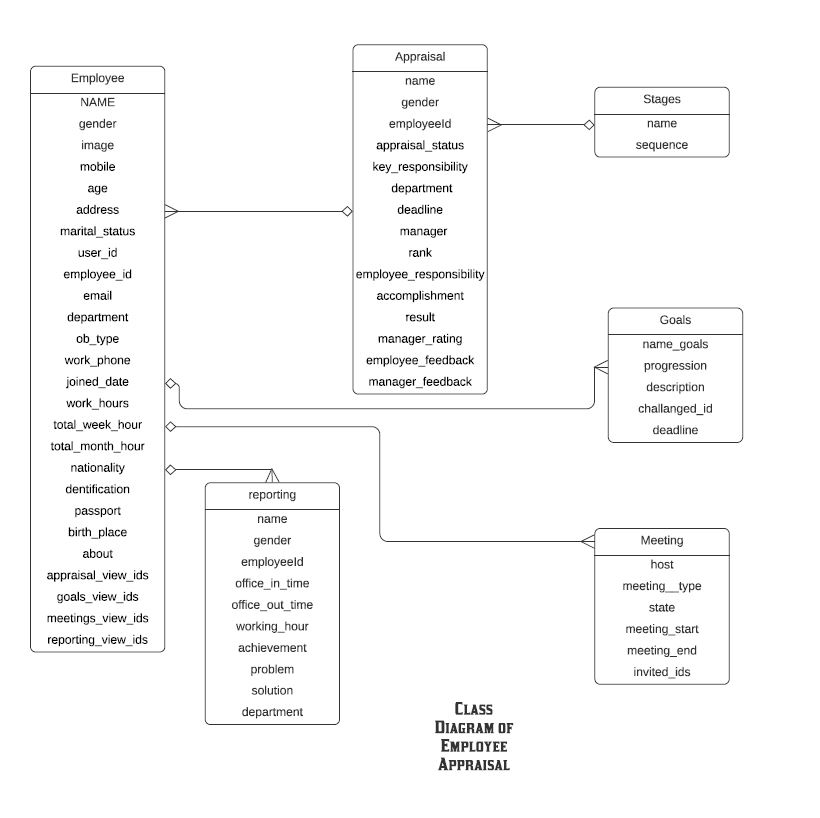 Employee
NAME
gender
image
mobile
age
address
marital_status
user_id
employee_id
email
department
ob_type
work_phone
joined_date
work_hours
total_week_hour
total_month_hour
nationality
dentification
passport
birth_place
about
appraisal_view_ids
goals_view_ids
meetings_view_ids
reporting_view_ids
Appraisal
name
gender
employeeId
appraisal_status
key_responsibility
department
deadline
manager
rank
employee_responsibility
accomplishment
result
manager_rating
employee_feedback
manager_feedback
Stages
name
sequence
Goals
name_goals
progression
description
challanged_id
deadline
reporting
name
gender
employeeId
office_in_time
office_out_time
working_hour
achievement
problem
solution
department
Meeting
host
meeting__type
state
meeting_start
meeting_end
invited_ids
Class
Diagram of
Employee
Appraisal